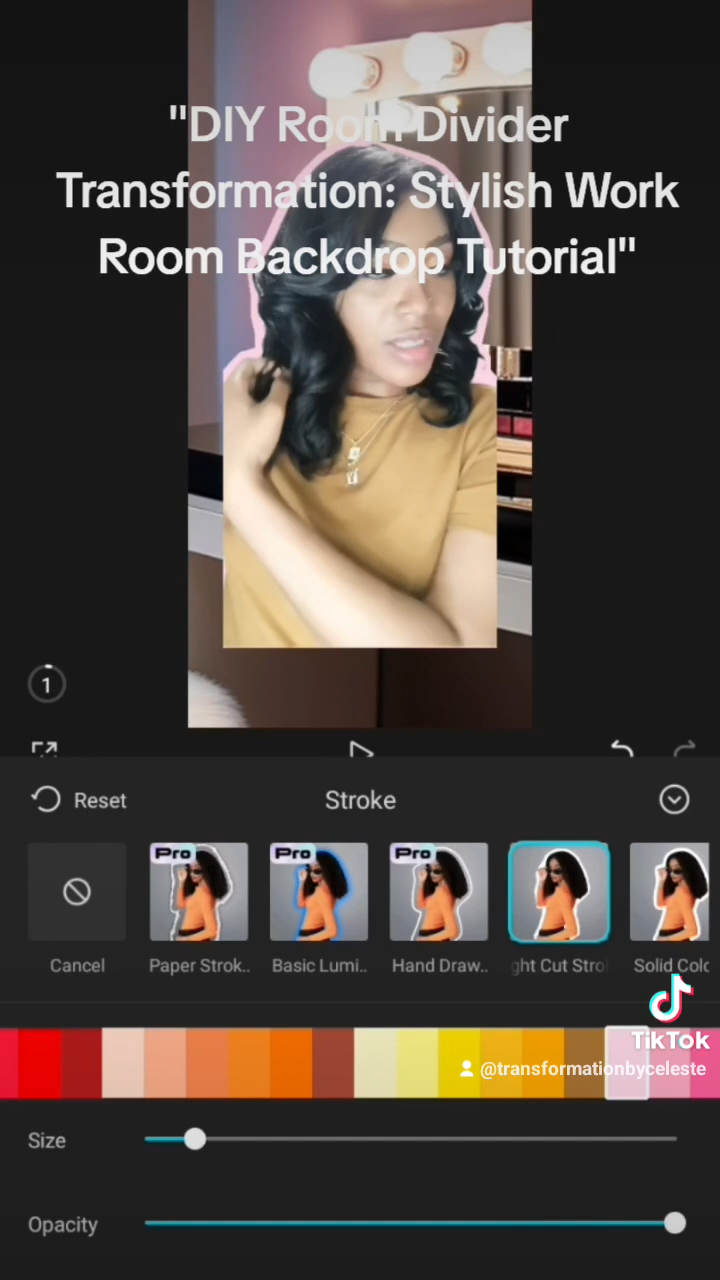 "DIY Room Divider
Transformation: Stylish Work
Room Backdrop Tutorial"
1
Reset
Stroke
Pro
Pro
Pro
Cancel
Paper Strok..
Basic Lumi..
Hand Draw..
ght Cut Stro
Solid Colo
TikTok
@transformationbyceleste
Size
Opacity